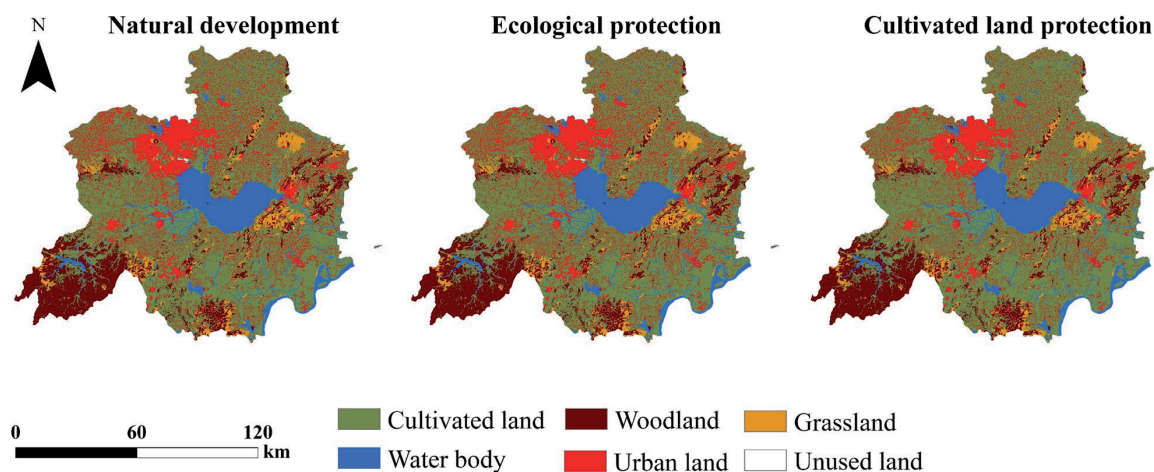 Natural development
Ecological protection
Cultivated land protection
N
Cultivated land
Woodland
Grassland
Water body
Urban land
Unused land
0
60
120
km